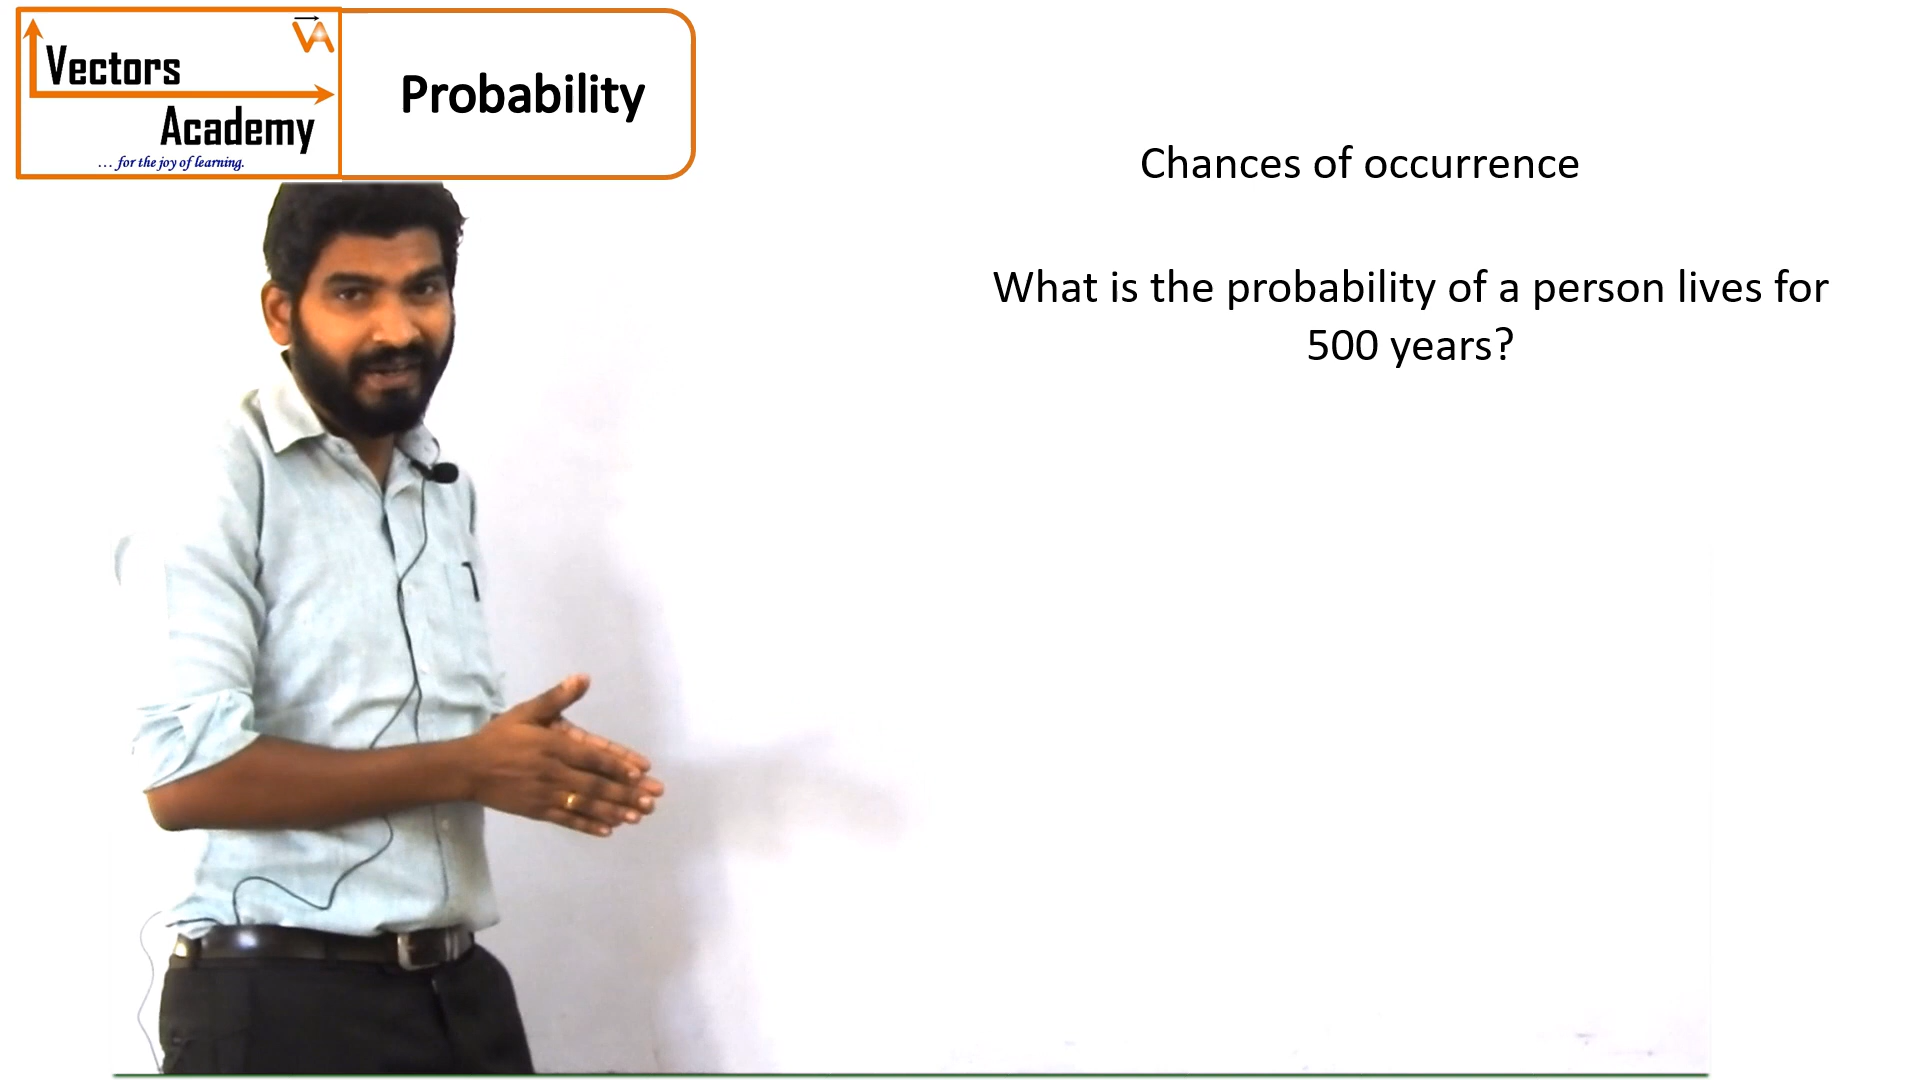 Vectors
Academy
... for the joy of learning.
VA
Probability
Chances of occurrence
What is the probability of a person lives for
500 years?